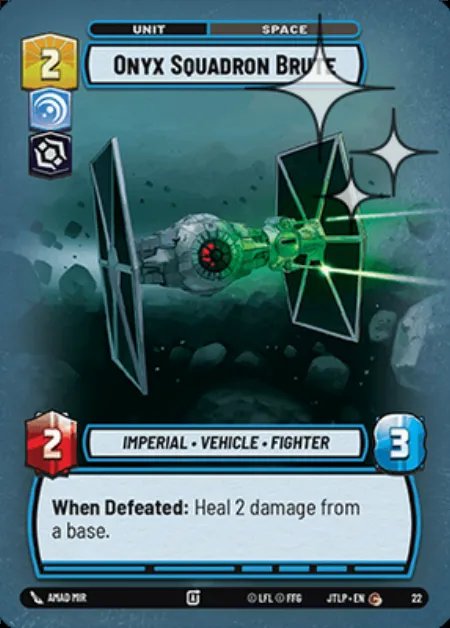 UNIT SPACE
2 ONYX SQUADRON BRUTE
2 IMPERIAL • VEHICLE • FIGHTER 3
When Defeated: Heal 2 damage from
a base.
AMAD MIR © LFL © FFG JTLP • EN 22